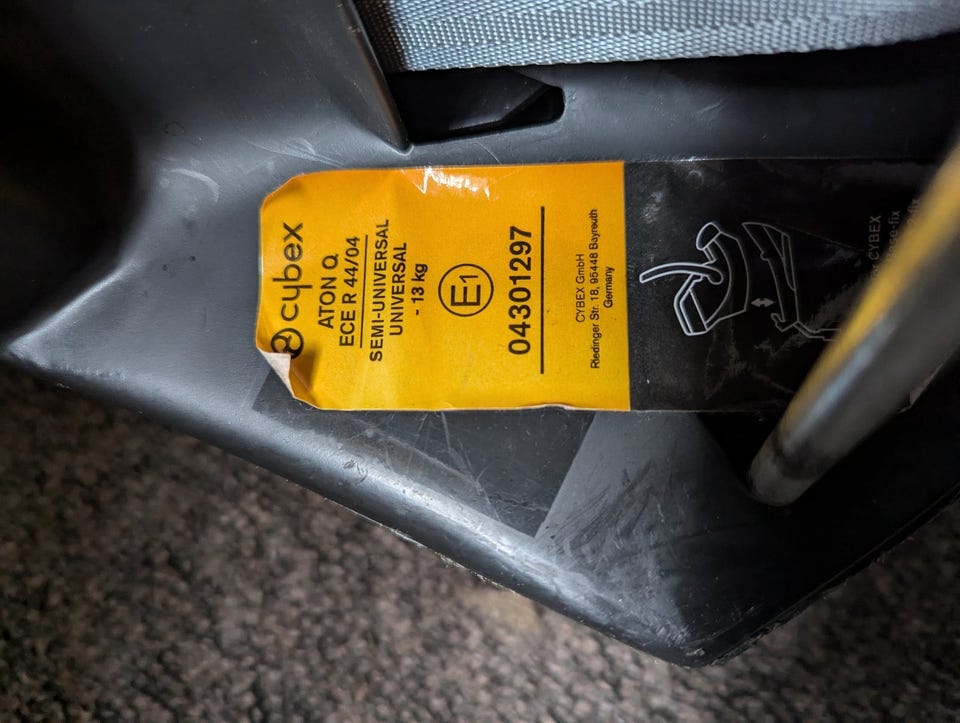 cybex
ATON Q
ECE R 44/04
SEMI-UNIVERSAL
UNIVERSAL
- 13 kg
E1
04301297
CYBEX GmbH
Riedinger Str. 18, 95448 Bayreuth
Germany
CYBEX